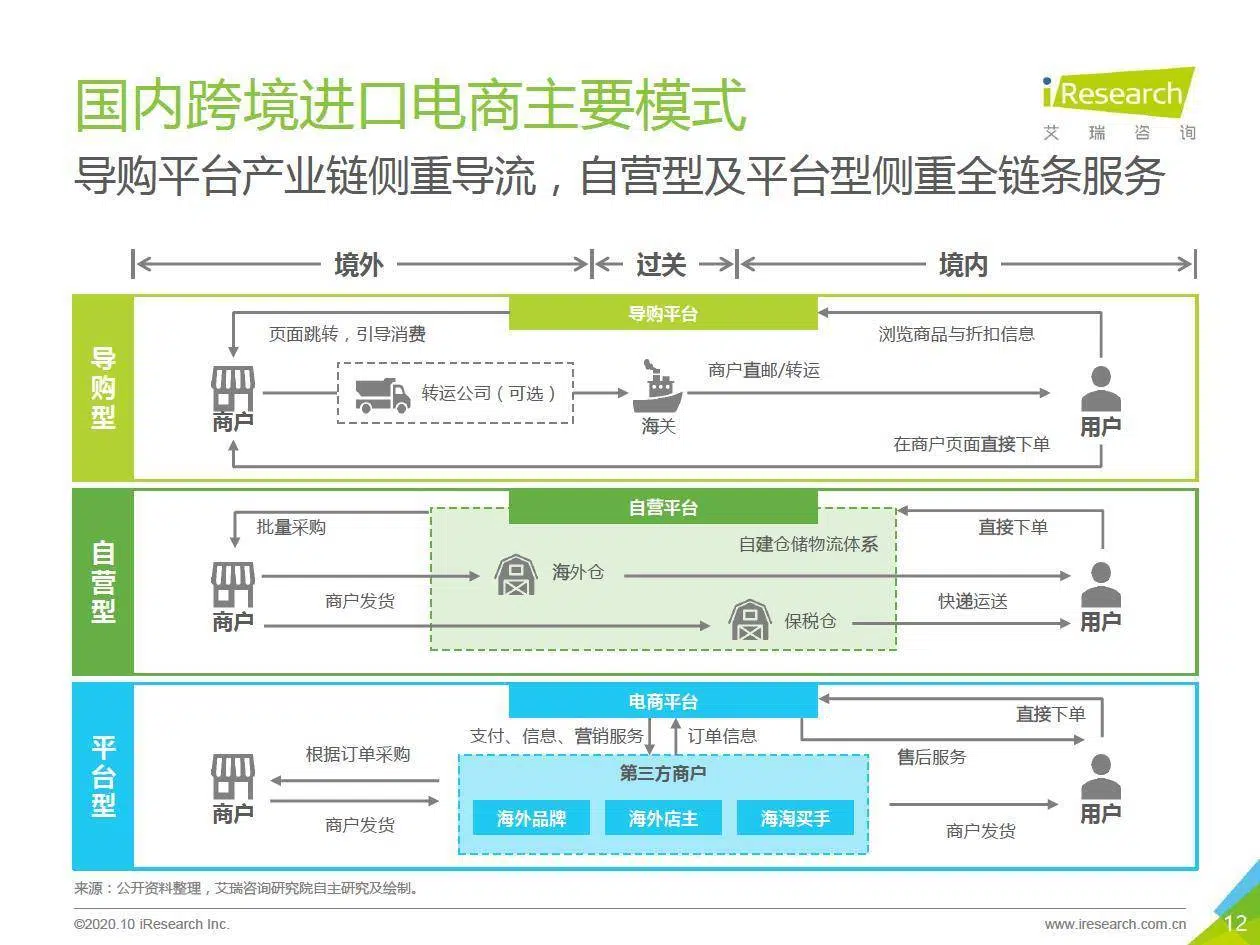 国内跨境进口电商主要模式
iResearch
艾瑞咨询
导购平台产业链侧重导流，自营型及平台型侧重全链条服务
境外
过关
境内
导购型
导购平台
页面跳转，引导消费
浏览商品与折扣信息
商户
转运公司（可选）
海关
商户直邮/转运
用户
在商户页面直接下单
自营型
自营平台
批量采购
直接下单
自建仓储物流体系
商户
海外仓
商户发货
快递运送
保税仓
用户
平台型
电商平台
直接下单
支付、信息、营销服务
订单信息
根据订单采购
售后服务
商户
第三方商户
海外品牌
海外店主
海淘买手
用户
商户发货
商户发货
来源：公开资料整理，艾瑞咨询研究院自主研究及绘制。
©2020.10 iResearch Inc.
www.iresearch.com.cn
12